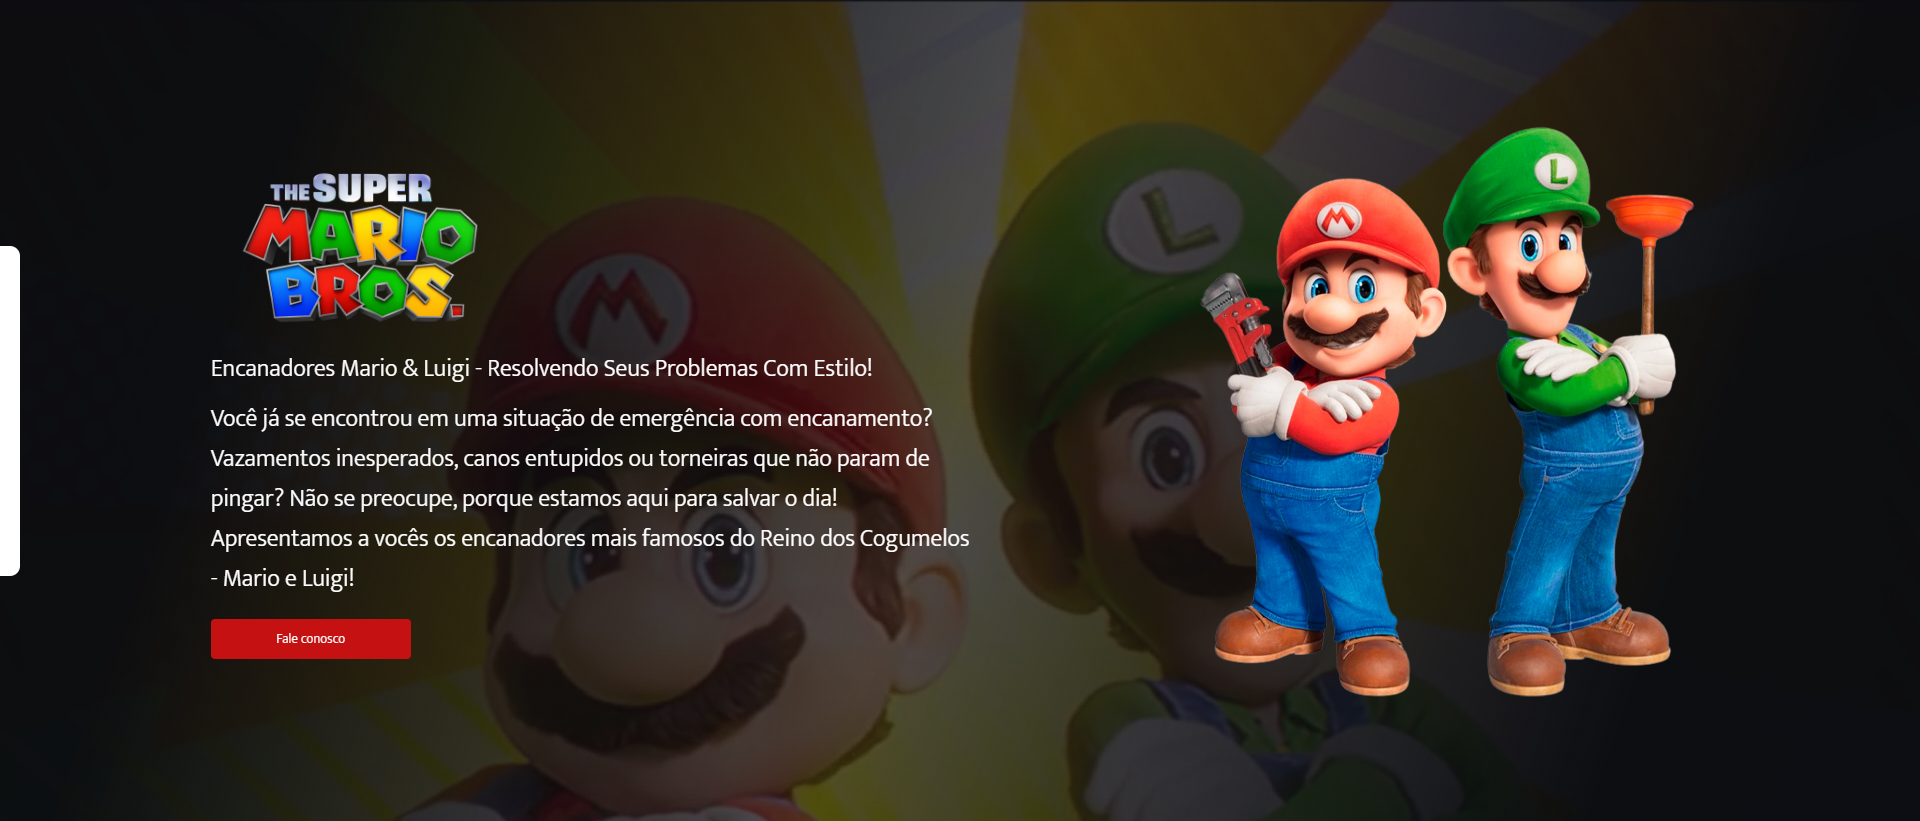 THE SUPER
MARIO
BROS.
Encanadores Mario & Luigi - Resolvendo Seus Problemas Com Estilo!
Você já se encontrou em uma situação de emergência com encanamento?
Vazamentos inesperados, canos entupidos ou torneiras que não param de
pingar? Não se preocupe, porque estamos aqui para salvar o dia!
Apresentamos a vocês os encanadores mais famosos do Reino dos Cogumelos
- Mario e Luigi!
Fale conosco
M
L
M
L